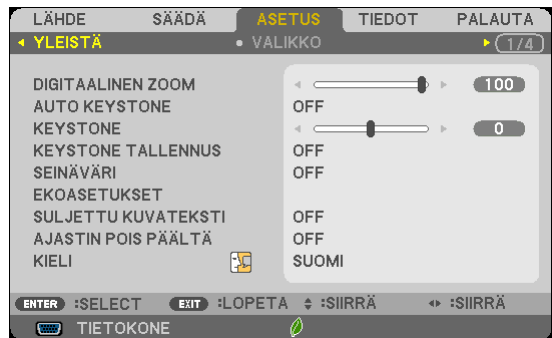 LÄHDE SÄÄDÄ ASETUS TIEDOT PALAUTA
YLEISTÄ • VALIKKO 1/4
DIGITAALINEN ZOOM 100
AUTO KEYSTONE OFF
KEYSTONE 0
KEYSTONE TALLENNUS OFF
SEINÄVÄRI OFF
EKOASETUKSET
SULJETTU KUVATEKSTI OFF
AJASTIN POIS PÄÄLTÄ OFF
KIELI SUOMI
ENTER :SELECT EXIT :LOPETA :SIIRRÄ :SIIRRÄ
TIETOKONE